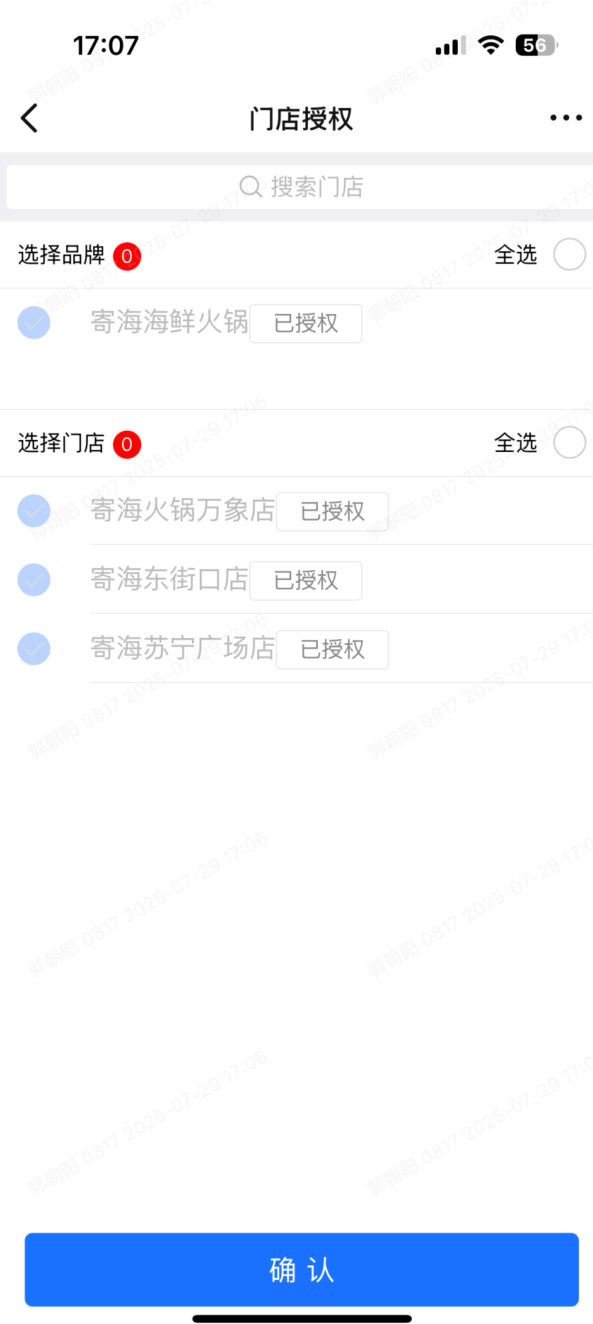 17:07
56
门店授权
搜索门店
选择品牌 0 全选
寄海海鲜火锅 已授权
选择门店 0 全选
寄海火锅万象店 已授权
寄海东街口店 已授权
寄海苏宁广场店 已授权
确 认
郭朝阳 0817 2025-07-29 17:06